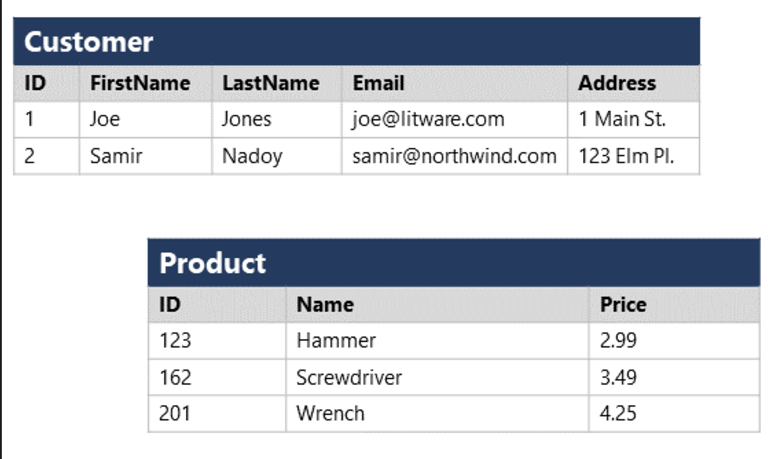 Customer
ID FirstName LastName Email Address
1 Joe Jones joe@litware.com 1 Main St.
2 Samir Nadoy samir@northwind.com 123 Elm Pl.
Product
ID Name Price
123 Hammer 2.99
162 Screwdriver 3.49
201 Wrench 4.25